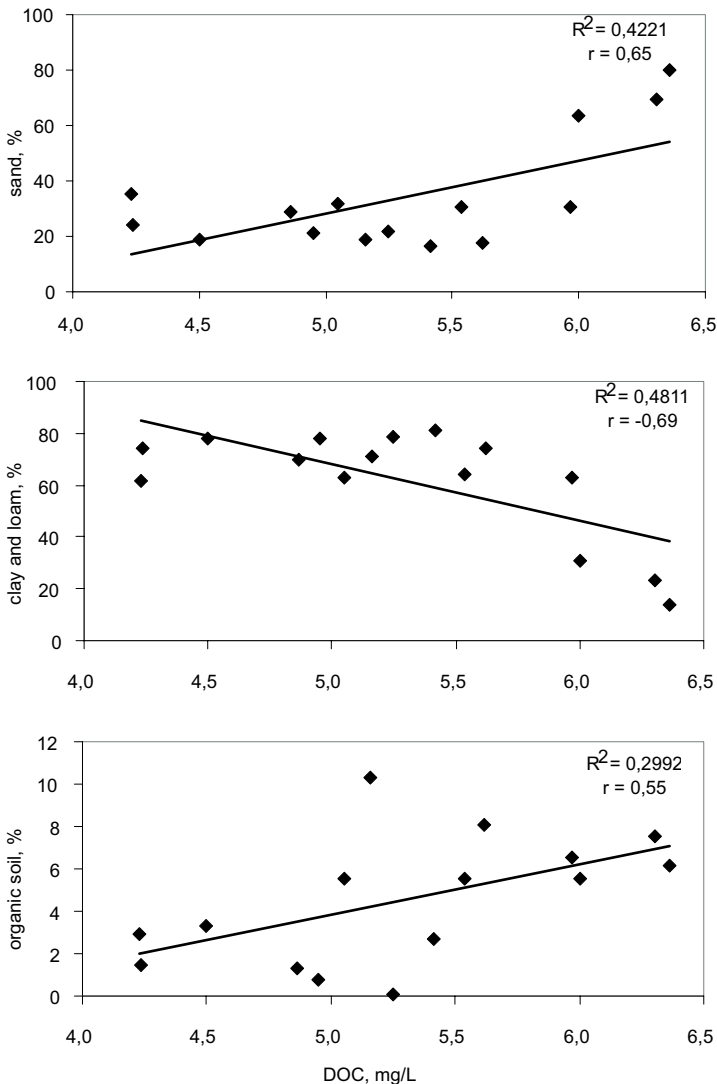 100
80
60
40
20
0
sand, %
R2 = 0,4221
r = 0,65
4,0 4,5 5,0 5,5 6,0 6,5
100
80
60
40
20
0
clay and loam, %
R2 = 0,4811
r = -0,69
4,0 4,5 5,0 5,5 6,0 6,5
12
10
8
6
4
2
0
organic soil, %
R2 = 0,2992
r = 0,55
4,0 4,5 5,0 5,5 6,0 6,5
DOC, mg/L